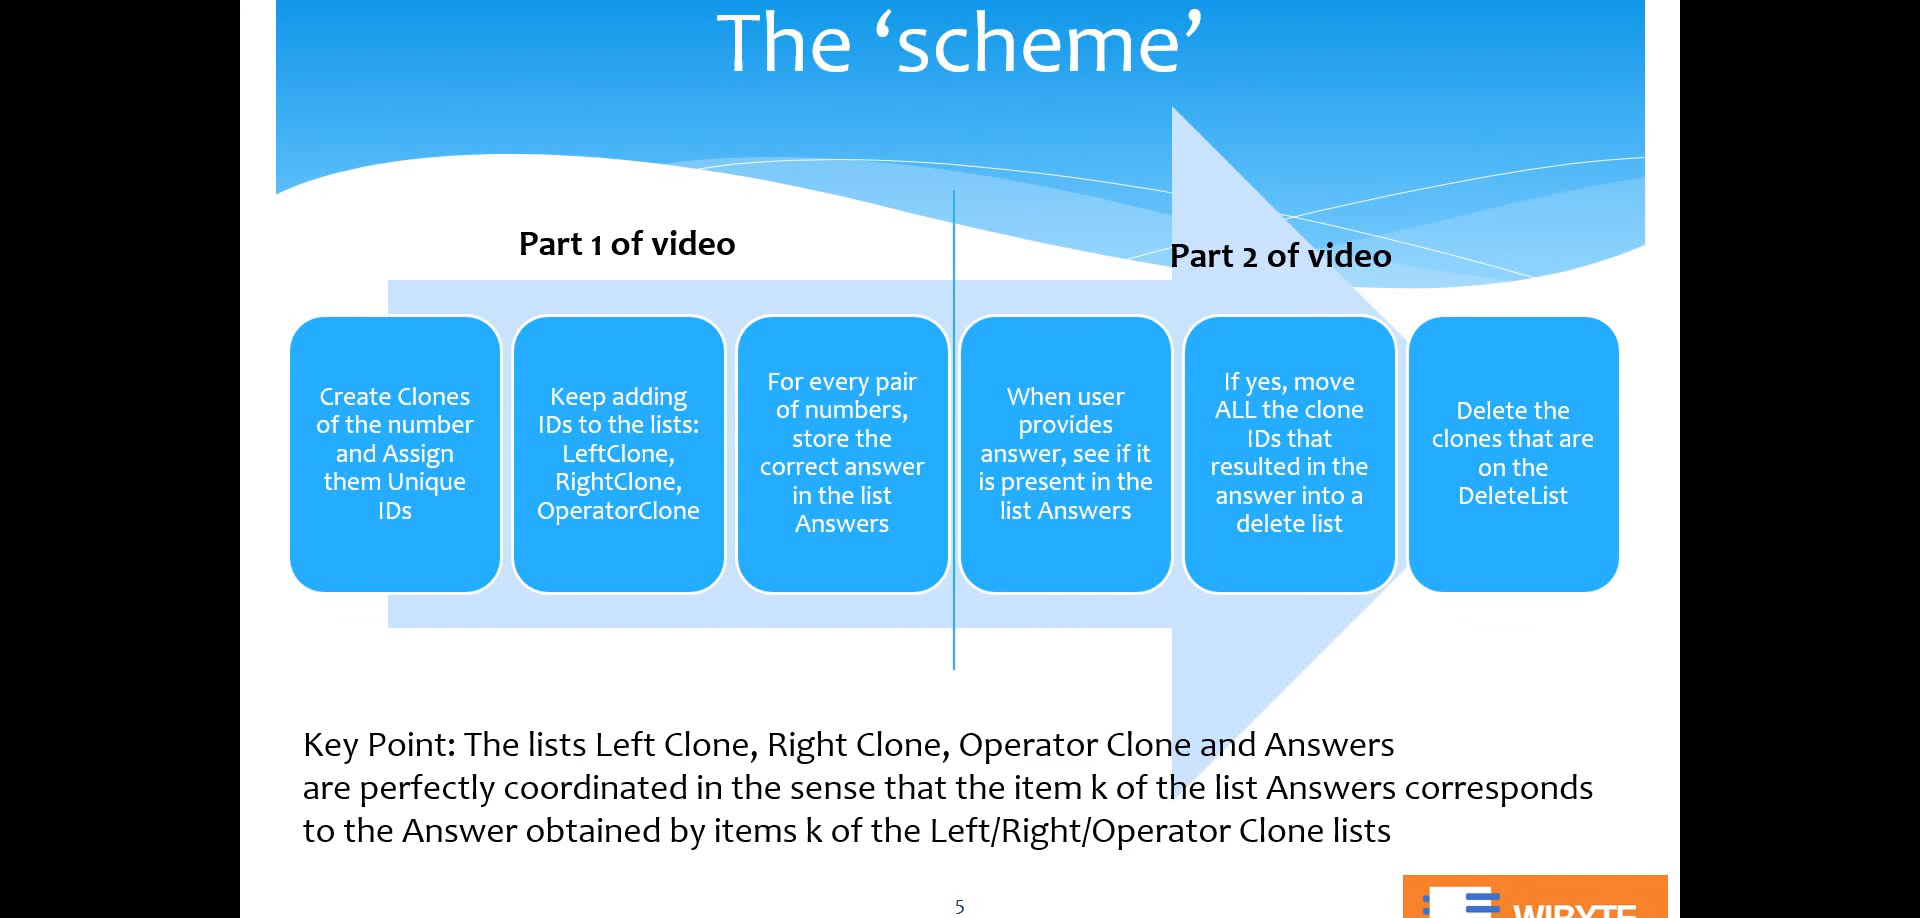 The ‘scheme’
Part 1 of video
Part 2 of video
Create Clones
of the number
and Assign
them Unique
IDs
Keep adding
IDs to the lists:
LeftClone,
RightClone,
OperatorClone
For every pair
of numbers,
store the
correct answer
in the list
Answers
When user
provides
answer, see if it
is present in the
list Answers
If yes, move
ALL the clone
IDs that
resulted in the
answer into a
delete list
Delete the
clones that are
on the
DeleteList
Key Point: The lists Left Clone, Right Clone, Operator Clone and Answers
are perfectly coordinated in the sense that the item k of the list Answers corresponds
to the Answer obtained by items k of the Left/Right/Operator Clone lists
5
WIBYTE